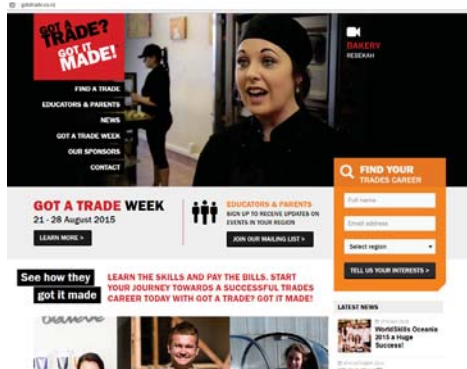 gotatrade.co.nz
GOT A
TRADE?
GOT IT
MADE!
FIND A TRADE
EDUCATORS & PARENTS
NEWS
GOT A TRADE WEEK
OUR SPONSORS
CONTACT
BAKERY
REBEKAH
GOT A TRADE WEEK
21 - 28 August 2015
LEARN MORE >
EDUCATORS & PARENTS
SIGN UP TO RECEIVE UPDATES ON
EVENTS IN YOUR REGION
JOIN OUR MAILING LIST >
FIND YOUR
TRADES CAREER
Full name
Email address
Select region
TELL US YOUR INTERESTS >
See how they
got it made
LEARN THE SKILLS AND PAY THE BILLS. START
YOUR JOURNEY TOWARDS A SUCCESSFUL TRADES
CAREER TODAY WITH GOT A TRADE? GOT IT MADE!
LATEST NEWS
WorldSkills Oceania
2015 a Huge
Success!